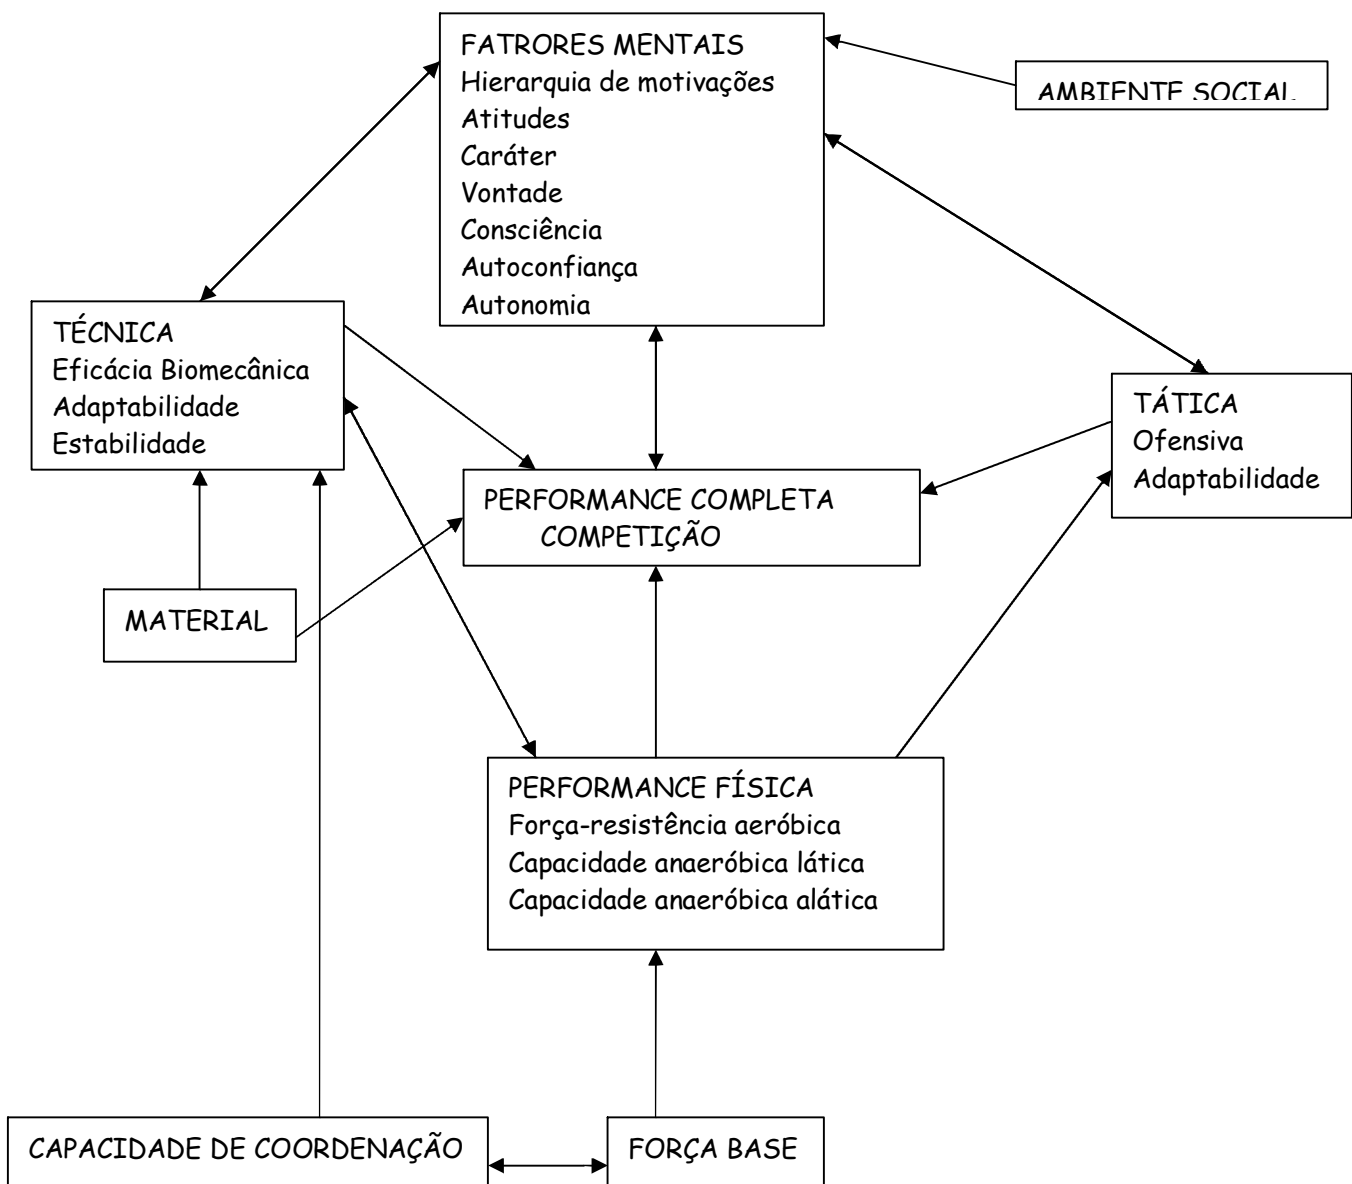 FATRORES MENTAIS
Hierarquia de motivações
Atitudes
Caráter
Vontade
Consciência
Autoconfiança
Autonomia
AMBIENTE SOCIAL
TÉCNICA
Eficácia Biomecânica
Adaptabilidade
Estabilidade
TÁTICA
Ofensiva
Adaptabilidade
PERFORMANCE COMPLETA
COMPETIÇÃO
MATERIAL
PERFORMANCE FÍSICA
Força-resistência aeróbica
Capacidade anaeróbica lática
Capacidade anaeróbica alática
CAPACIDADE DE COORDENAÇÃO
FORÇA BASE